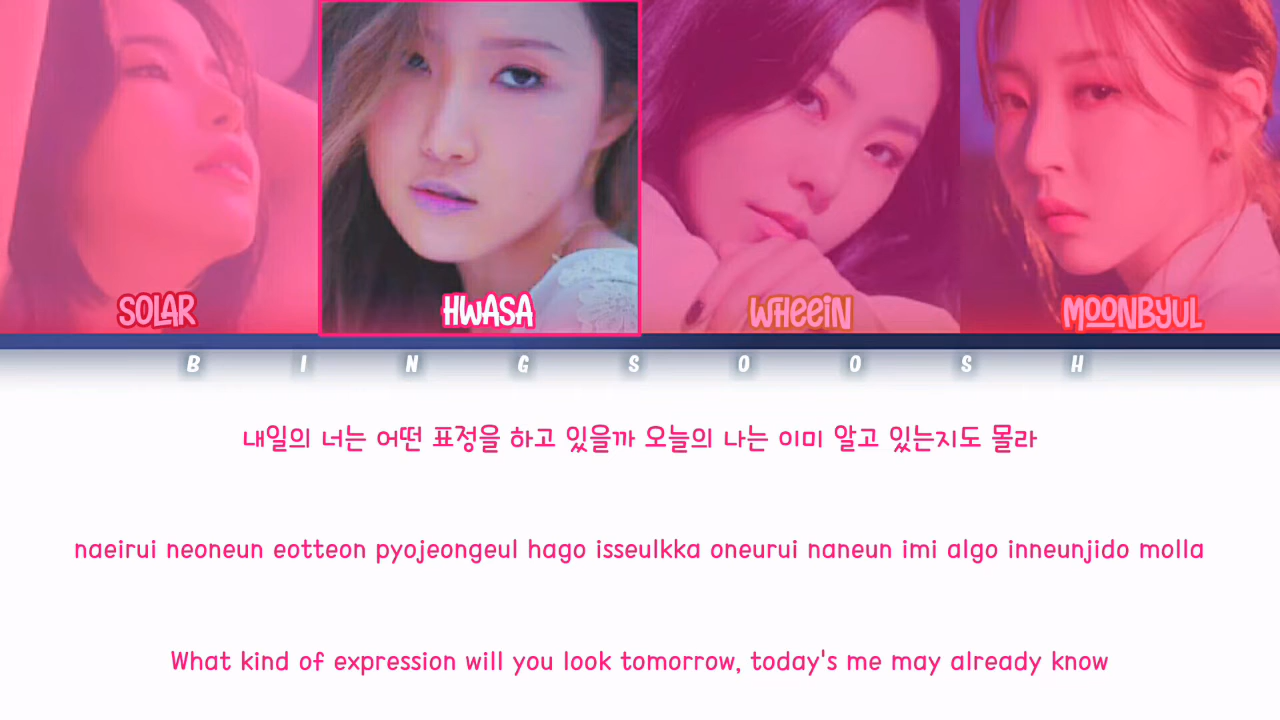 SOLAR HWASA WHEEIN MOONBYUL
B I N G S O O S H
내일의 너는 어떤 표정을 하고 있을까 오늘의 나는 이미 알고 있는지도 몰라
naeirui neoneun eotteon pyojeongeul hago isseulkka oneurui naneun imi algo inneunjido molla
What kind of expression will you look tomorrow, today's me may already know